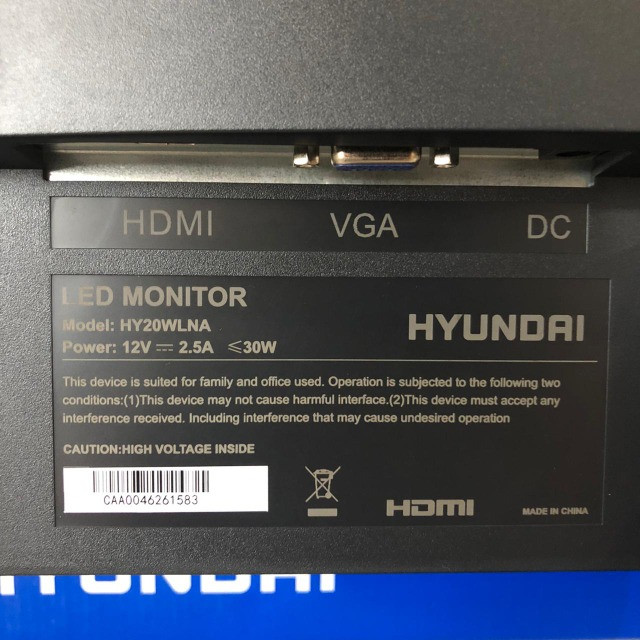 HDMI VGA DC
LED MONITOR
Model: HY20WLNA
Power: 12V ⎓ 2.5A ≤30W
HYUNDAI
This device is suited for family and office used. Operation is subjected to the following two
conditions:(1)This device may not cause harmful interface.(2)This device must accept any
interference received. Including interference that may cause undesired operation
CAUTION:HIGH VOLTAGE INSIDE
CAA0046261583
HDMI
MADE IN CHINA
HYUNDAI